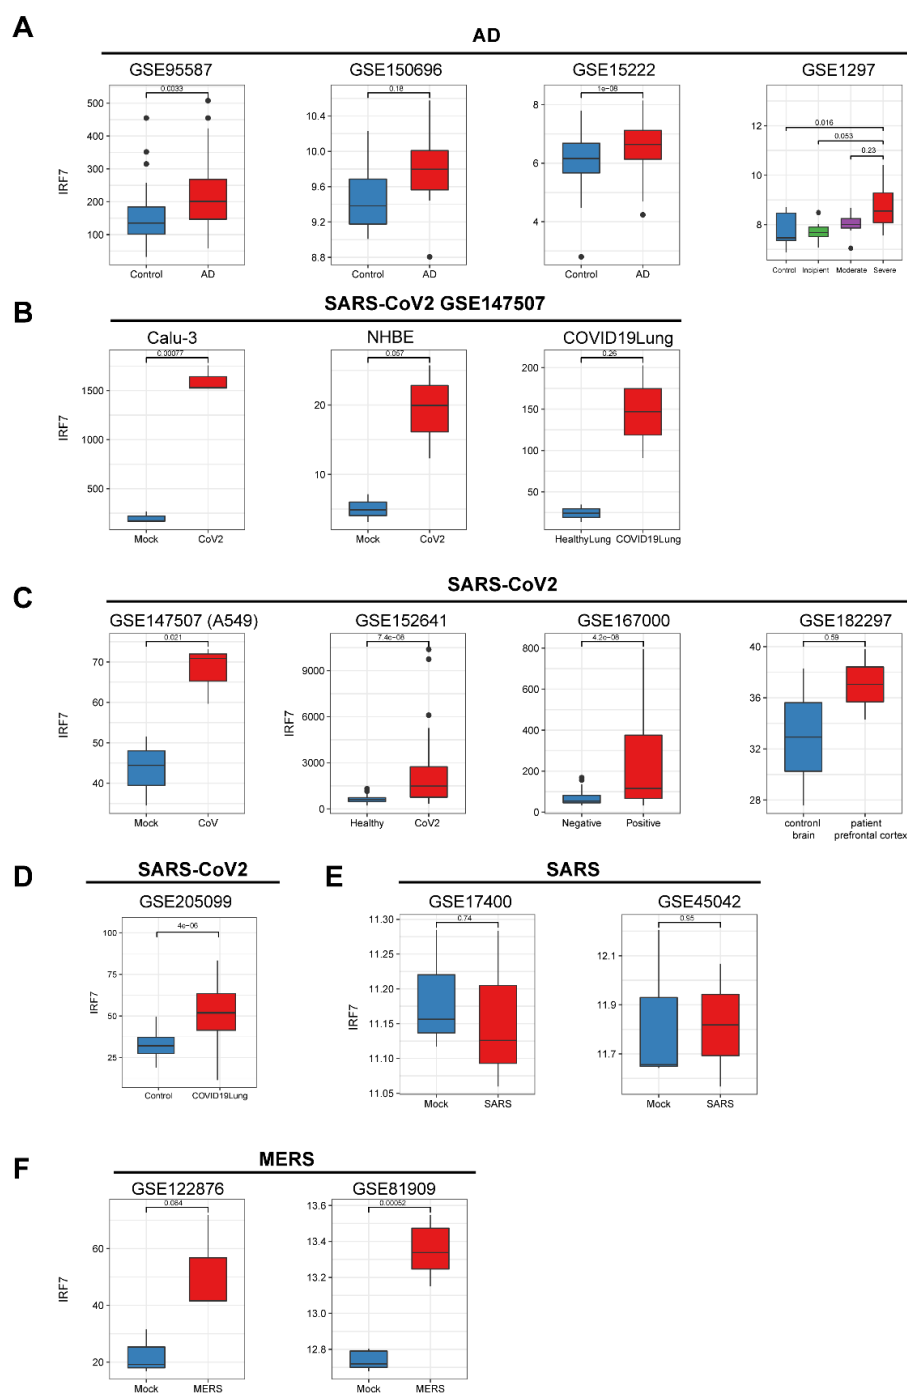 A
AD
GSE95587
GSE150696
GSE15222
GSE1297
IRF7
500
400
300
200
100
0.0033
Control
AD
10.4
10.0
9.6
9.2
8.8
0.18
Control
AD
8
6
4
1e-08
Control
AD
12
10
8
0.016
0.053
0.23
Control
Incipient
Moderate
Severe
B
SARS-CoV2 GSE147507
Calu-3
NHBE
COVID19Lung
IRF7
1500
1000
500
0.00077
Mock
CoV2
20
10
0.057
Mock
CoV2
200
150
100
50
0.26
HealthyLung
COVID19Lung
C
SARS-CoV2
GSE147507 (A549)
GSE152641
GSE167000
GSE182297
IRF7
70
60
50
40
0.021
Mock
CoV
IRF7
9000
6000
3000
0
7.4e-08
Healthy
CoV2
800
600
400
200
0
4.2e-08
Negative
Positive
40
36
32
28
0.59
contronl
brain
patient
prefrontal cortex
D
SARS-CoV2
GSE205099
IRF7
100
75
50
25
4e-06
Control
COVID19Lung
E
SARS
GSE17400
GSE45042
IRF7
11.30
11.25
11.20
11.15
11.10
11.05
0.74
Mock
SARS
12.1
11.9
11.7
0.95
Mock
SARS
F
MERS
GSE122876
GSE81909
IRF7
60
40
20
0.084
Mock
MERS
13.6
13.4
13.2
13.0
12.8
0.00052
Mock
MERS